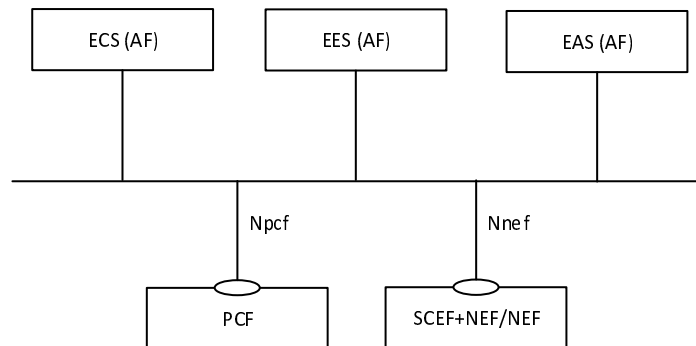 ECS (AF)
EES (AF)
EAS (AF)
Npcf
Nnef
PCF
SCEF+NEF/NEF